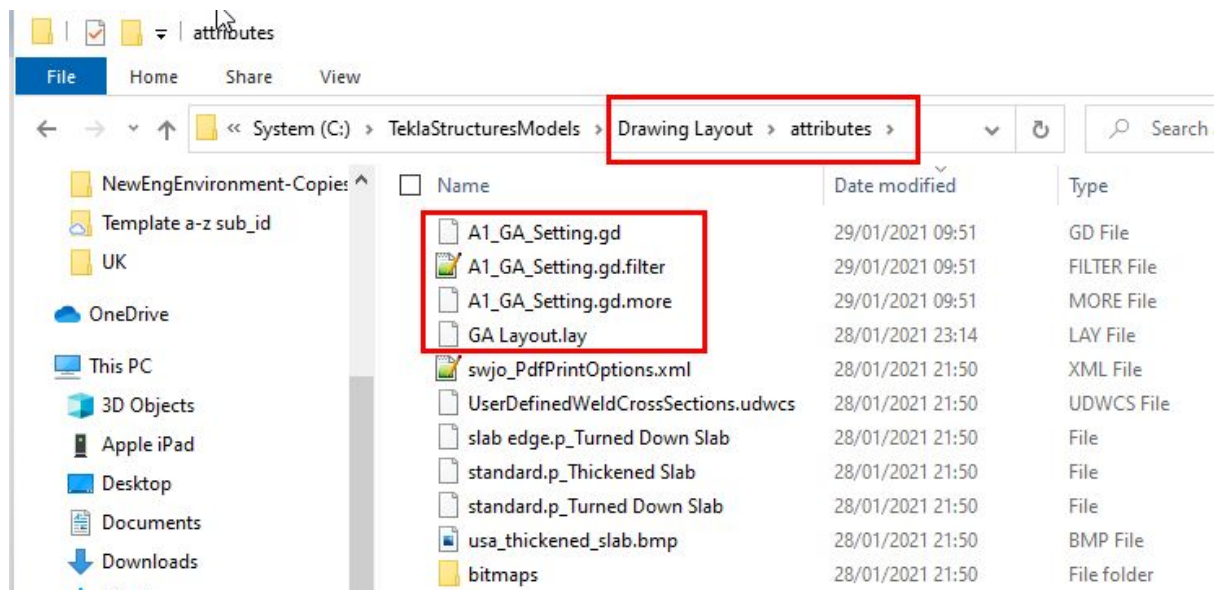 attributes
File Home Share View
« System (C:) › TeklaStructuresModels › Drawing Layout › attributes › Search
NewEngEnvironment-Copies
Template a-z sub_id
UK
OneDrive
This PC
3D Objects
Apple iPad
Desktop
Documents
Downloads
Name Date modified Type
A1_GA_Setting.gd 29/01/2021 09:51 GD File
A1_GA_Setting.gd.filter 29/01/2021 09:51 FILTER File
A1_GA_Setting.gd.more 29/01/2021 09:51 MORE File
GA Layout.lay 28/01/2021 23:14 LAY File
swjo_PdfPrintOptions.xml 28/01/2021 21:50 XML File
UserDefinedWeldCrossSections.udwcs 28/01/2021 21:50 UDWCS File
slab edge.p_Turned Down Slab 28/01/2021 21:50 File
standard.p_Thickened Slab 28/01/2021 21:50 File
standard.p_Turned Down Slab 28/01/2021 21:50 File
usa_thickened_slab.bmp 28/01/2021 21:50 BMP File
bitmaps 28/01/2021 21:50 File folder